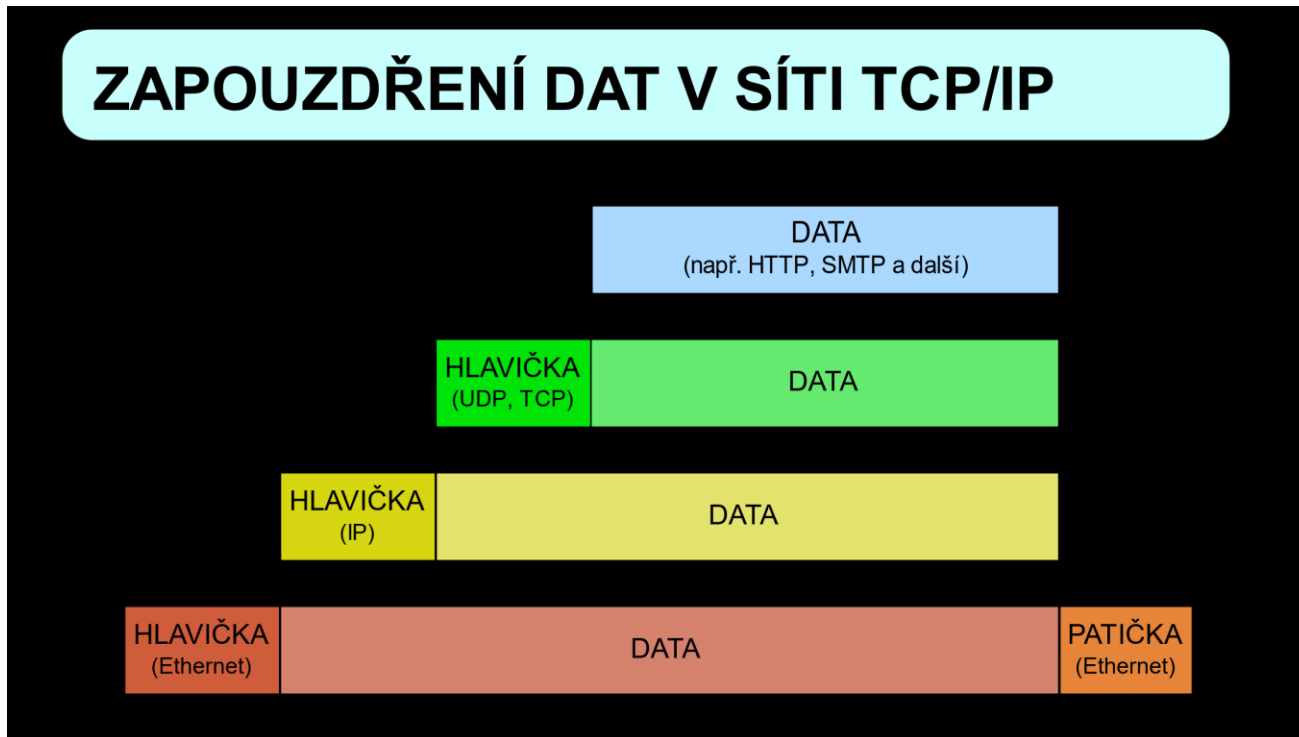 ZAPOUZDŘENÍ DAT V SÍTI TCP/IP
DATA
(např. HTTP, SMTP a další)
HLAVIČKA
(UDP, TCP)
DATA
HLAVIČKA
(IP)
DATA
HLAVIČKA
(Ethernet)
DATA
PATIČKA
(Ethernet)